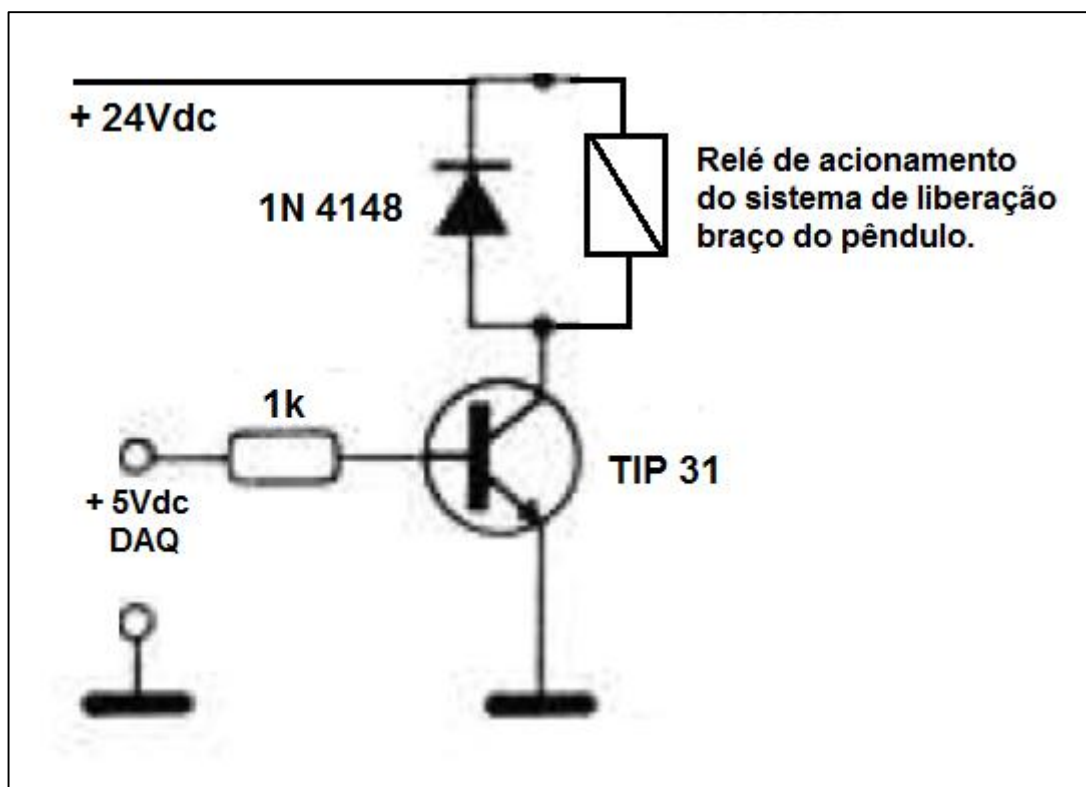 + 24Vdc
1N 4148
Relé de acionamento
do sistema de liberação
braço do pêndulo.
1k
TIP 31
+ 5Vdc
DAQ